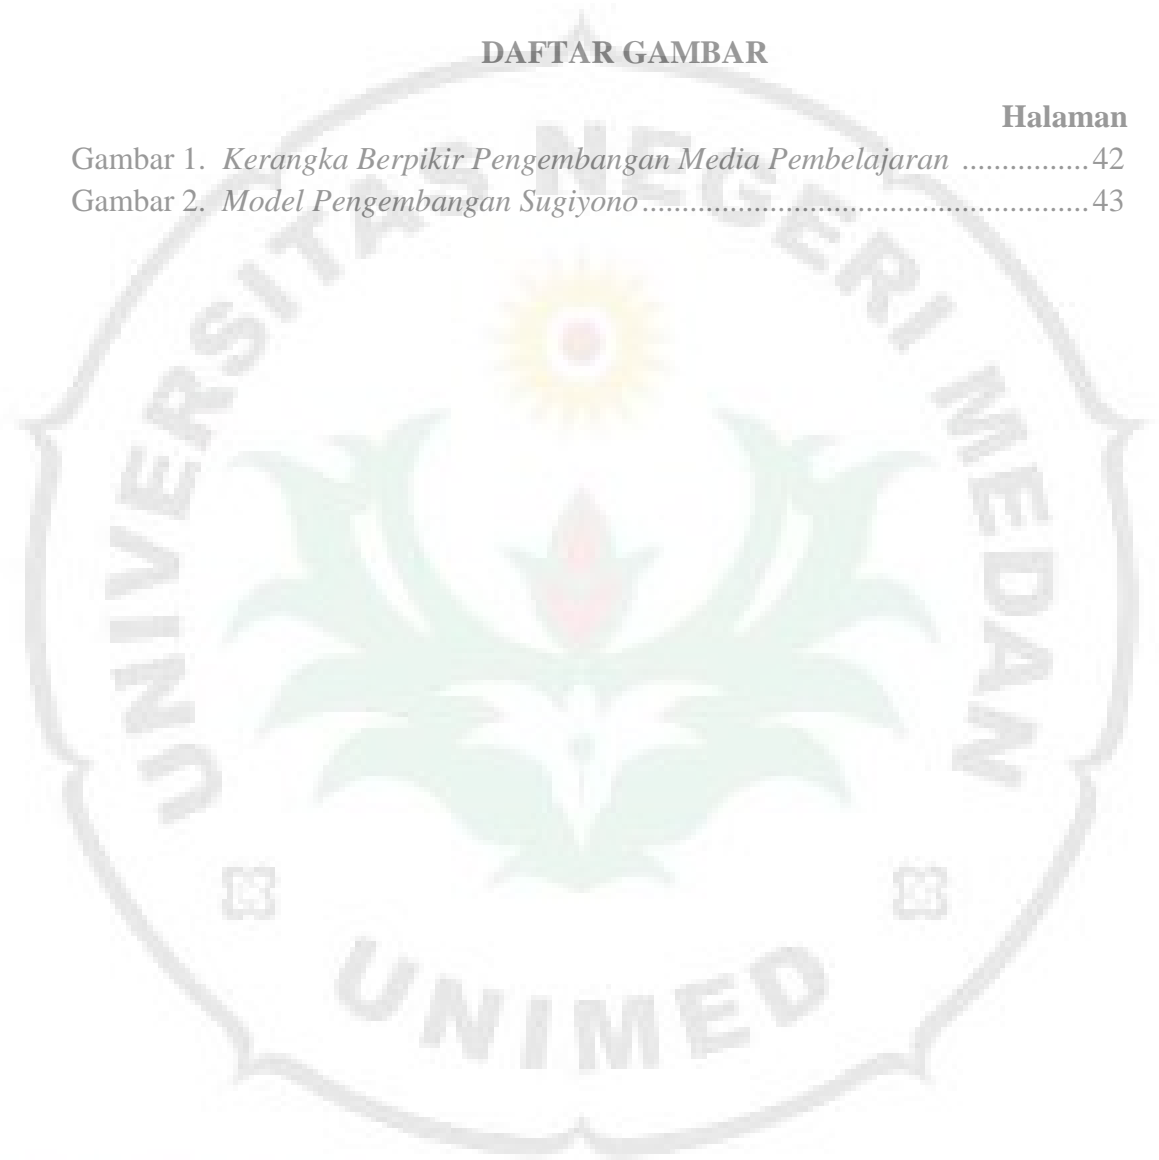 DAFTAR GAMBAR
Halaman
Gambar 1. Kerangka Berpikir Pengembangan Media Pembelajaran ................42
Gambar 2. Model Pengembangan Sugiyono.........................................................43
UNIVERSITAS NEGERI MEDAN
UNIMED